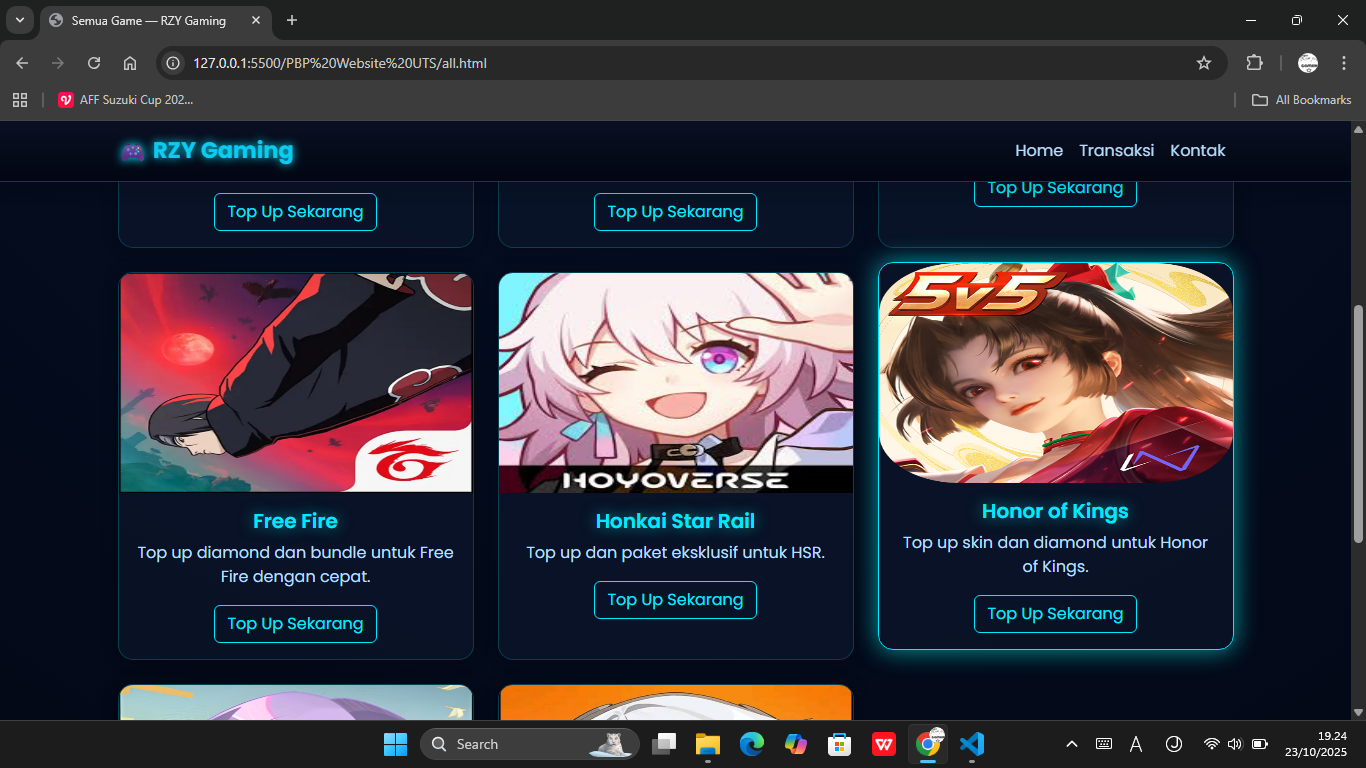 Semua Game — RZY Gaming
127.0.0.1:5500/PBP%20Website%20UTS/all.html
AFF Suzuki Cup 202...
All Bookmarks
RZY Gaming
Home Transaksi Kontak
Top Up Sekarang Top Up Sekarang Top Up Sekarang
5v5
HOYOVERSE
Free Fire
Top up diamond dan bundle untuk Free
Fire dengan cepat.
Top Up Sekarang
Honkai Star Rail
Top up dan paket eksklusif untuk HSR.
Top Up Sekarang
Honor of Kings
Top up skin dan diamond untuk Honor
of Kings.
Top Up Sekarang
Search
19.24
23/10/2025